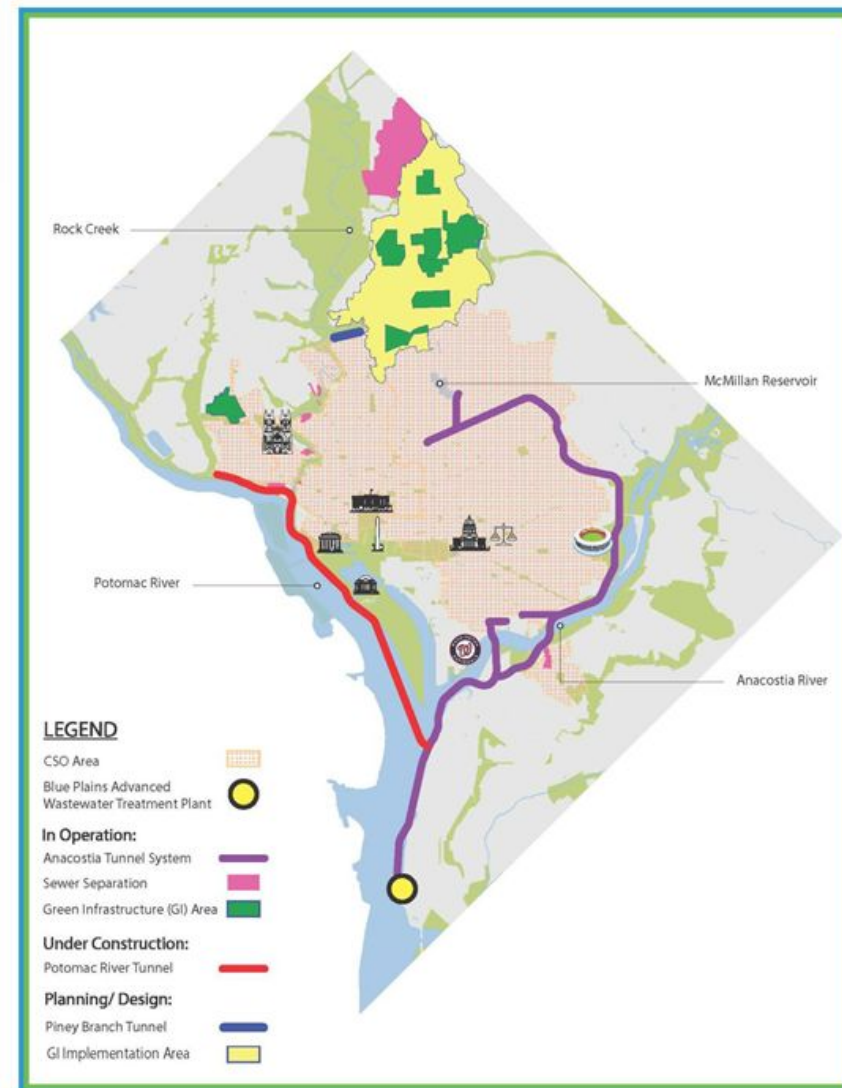 Rock Creek
McMillan Reservoir
Potomac River
Anacostia River
LEGEND
CSO Area
Blue Plains Advanced
Wastewater Treatment Plant
In Operation:
Anacostia Tunnel System
Sewer Separation
Green Infrastructure (GI) Area
Under Construction:
Potomac River Tunnel
Planning/ Design:
Piney Branch Tunnel
GI Implementation Area